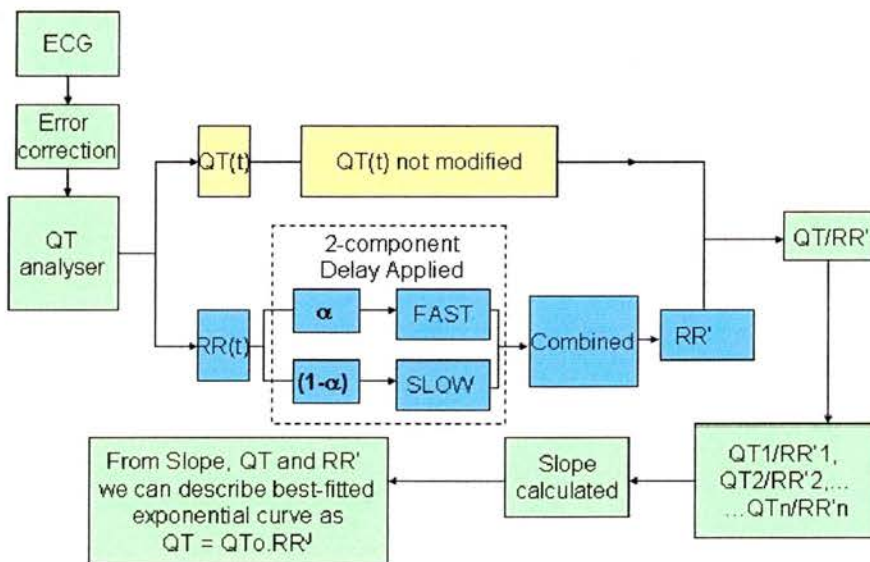 ECG
Error
correction
QT
analyser
QT(t)
QT(t) not modified
2-component
Delay Applied
RR(t)
α
FAST
(1-α)
SLOW
Combined
RR'
QT/RR'
QT1/RR'1,
QT2/RR'2,...
...QTn/RR'n
Slope
calculated
From Slope, QT and RR'
we can describe best-fitted
exponential curve as
QT = QTo.RRᴶ